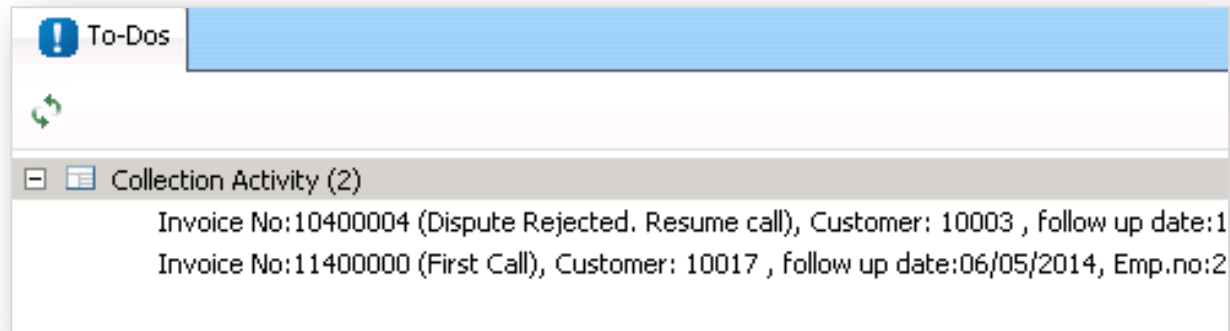 To-Dos
Collection Activity (2)
Invoice No:10400004 (Dispute Rejected. Resume call), Customer: 10003 , follow up date:1
Invoice No:11400000 (First Call), Customer: 10017 , follow up date:06/05/2014, Emp.no:2